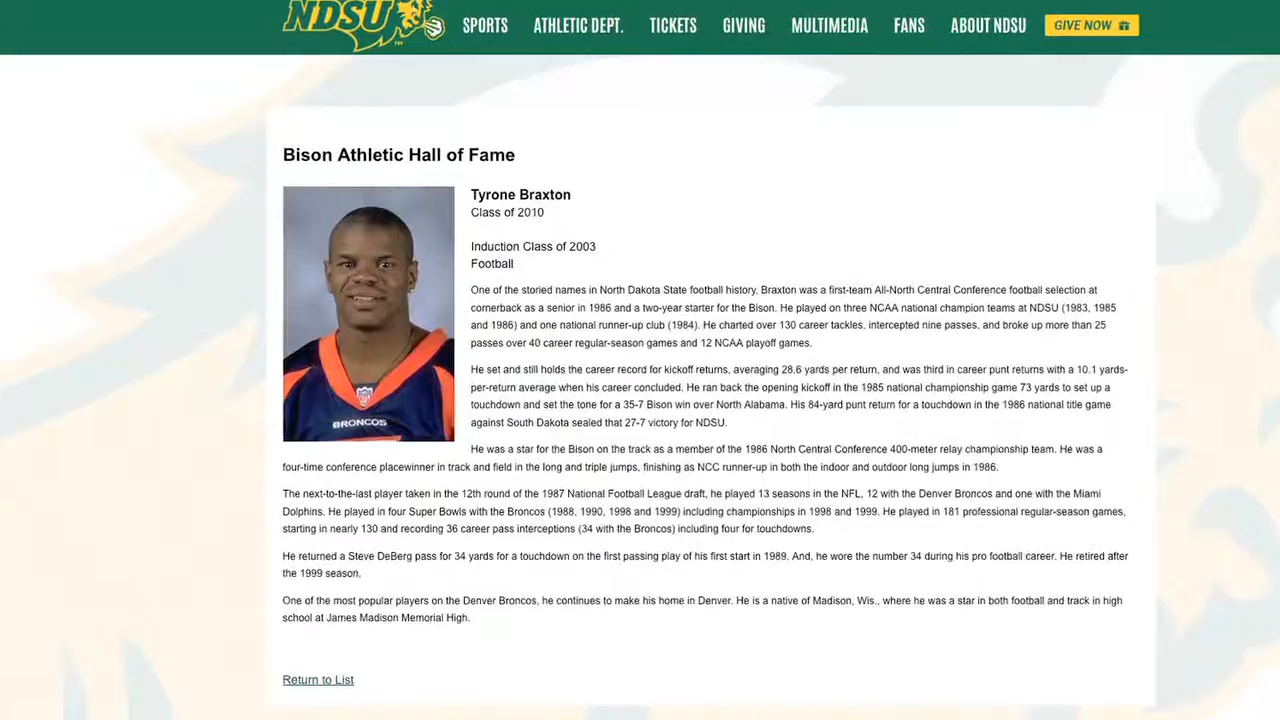 NDSU
SPORTS ATHLETIC DEPT. TICKETS GIVING MULTIMEDIA FANS ABOUT NDSU GIVE NOW
Bison Athletic Hall of Fame
Tyrone Braxton
Class of 2010
Induction Class of 2003
Football
One of the storied names in North Dakota State football history, Braxton was a first-team All-North Central Conference football selection at
cornerback as a senior in 1986 and a two-year starter for the Bison. He played on three NCAA national champion teams at NDSU (1983, 1985
and 1986) and one national runner-up club (1984). He charted over 130 career tackles, intercepted nine passes, and broke up more than 25
passes over 40 career regular-season games and 12 NCAA playoff games.
He set and still holds the career record for kickoff returns, averaging 28.6 yards per return, and was third in career punt returns with a 10.1 yards-
per-return average when his career concluded. He ran back the opening kickoff in the 1985 national championship game 73 yards to set up a
touchdown and set the tone for a 35-7 Bison win over North Alabama. His 84-yard punt return for a touchdown in the 1986 national title game
against South Dakota sealed that 27-7 victory for NDSU.
He was a star for the Bison on the track as a member of the 1986 North Central Conference 400-meter relay championship team. He was a
four-time conference placewinner in track and field in the long and triple jumps, finishing as NCC runner-up in both the indoor and outdoor long jumps in 1986.
The next-to-the-last player taken in the 12th round of the 1987 National Football League draft, he played 13 seasons in the NFL, 12 with the Denver Broncos and one with the Miami
Dolphins. He played in four Super Bowls with the Broncos (1988, 1990, 1998 and 1999) including championships in 1998 and 1999. He played in 181 professional regular-season games,
starting in nearly 130 and recording 36 career pass interceptions (34 with the Broncos) including four for touchdowns.
He returned a Steve DeBerg pass for 34 yards for a touchdown on the first passing play of his first start in 1989. And, he wore the number 34 during his pro football career. He retired after
the 1999 season.
One of the most popular players on the Denver Broncos, he continues to make his home in Denver. He is a native of Madison, Wis., where he was a star in both football and track in high
school at James Madison Memorial High.
Return to List
BRONCOS